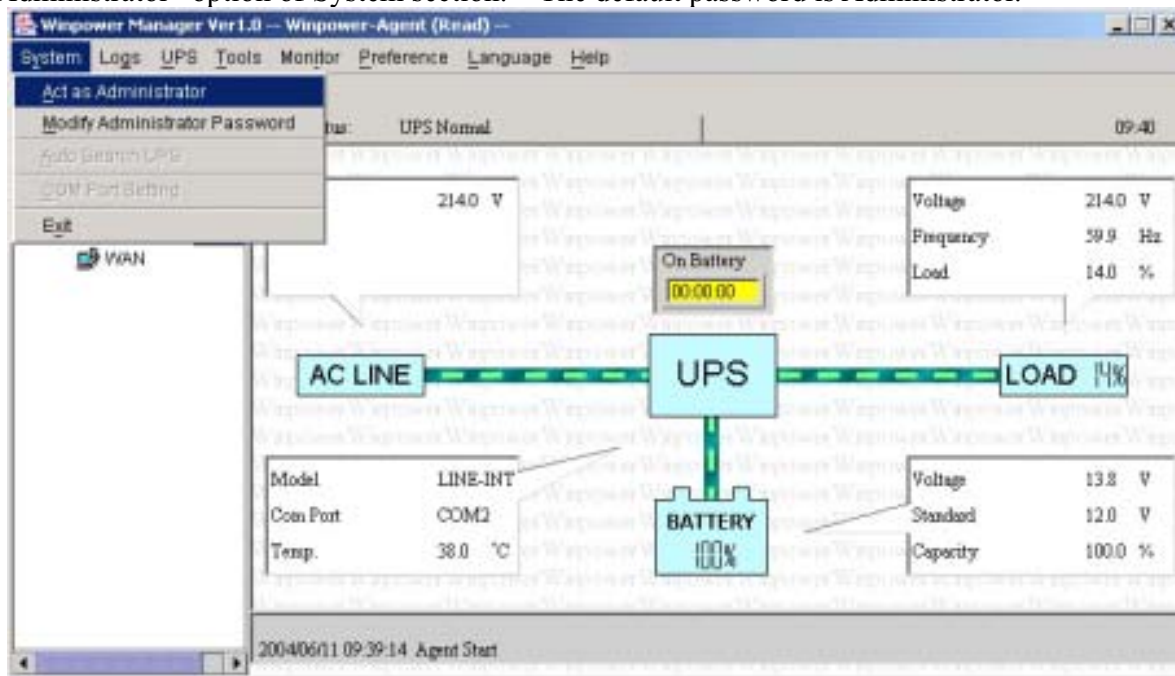 Administrator" option of System section. The default password is Administrator.
Winpower Manager Ver1.0 -- Winpower-Agent (Read) --
System Logs UPS Tools Monitor Preference Language Help
Act as Administrator
Modify Administrator Password
Auto Search UPS
COM Port Setting
Exit
tus: UPS Normal
09:40
WAN
214.0 V
On Battery
00:00:00
Voltage 214.0 V
Frequency 59.9 Hz
Load 14.0 %
AC LINE
UPS
LOAD 14%
Model LINE-INT
Com Port COM2
Temp. 38.0 °C
BATTERY
100%
Voltage 13.8 V
Standard 12.0 V
Capacity 100.0 %
2004/06/11 09:39:14 Agent Start